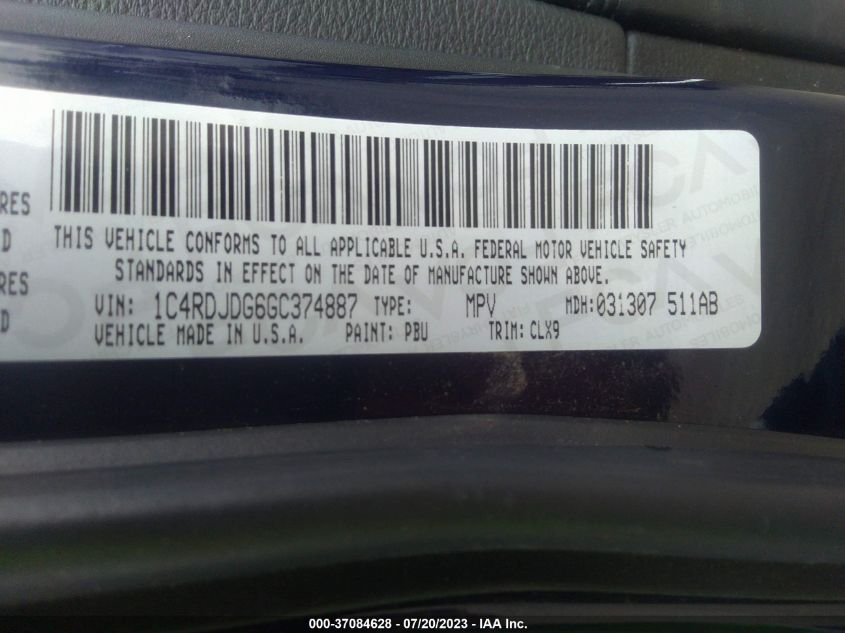 RES
D
RES
D
THIS VEHICLE CONFORMS TO ALL APPLICABLE U.S.A. FEDERAL MOTOR VEHICLE SAFETY
STANDARDS IN EFFECT ON THE DATE OF MANUFACTURE SHOWN ABOVE.
VIN: 1C4RDJDG6GC374887 TYPE: MPV MDH:031307 511AB
VEHICLE MADE IN U.S.A. PAINT: PBU TRIM: CLX9
000-37084628 - 07/20/2023 - © IAA Inc.